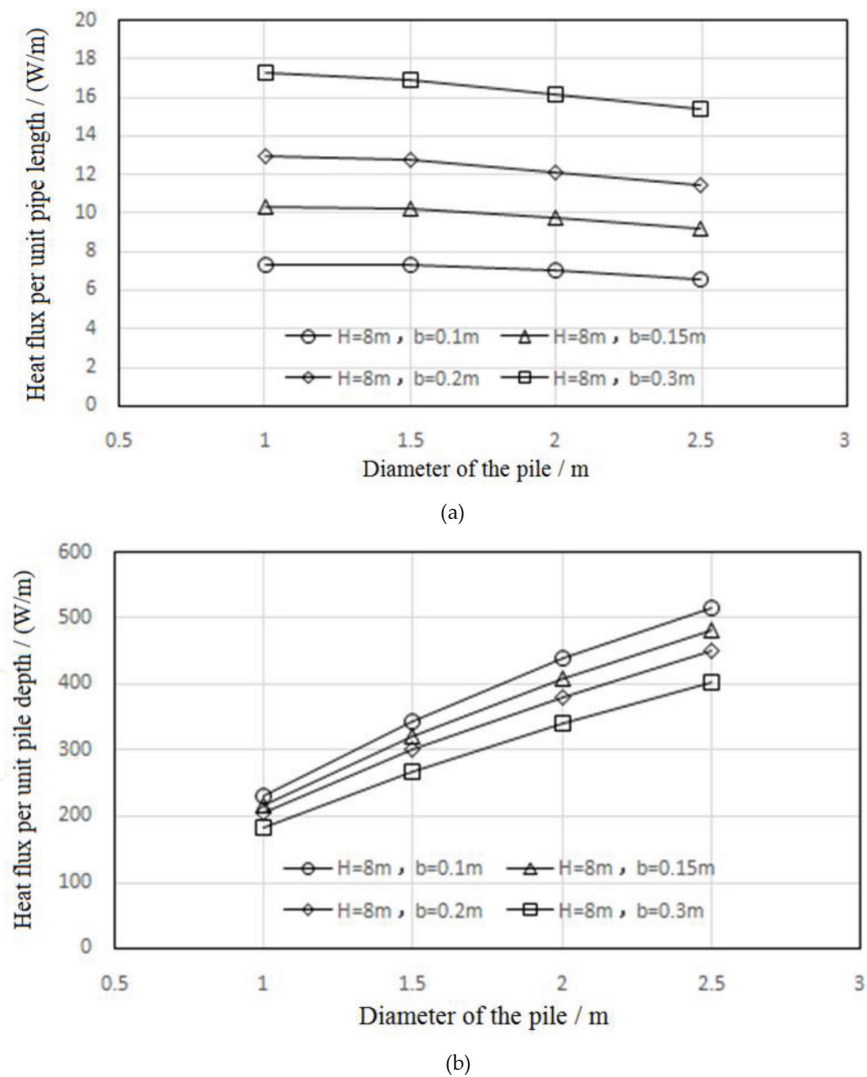 Heat flux per unit pipe length / (W/m)
20
18
16
14
12
10
8
6
4
2
0
H=8m，b=0.1m H=8m，b=0.15m
H=8m，b=0.2m H=8m，b=0.3m
0.5 1 1.5 2 2.5 3
Diameter of the pile / m
(a)
Heat flux per unit pile depth / (W/m)
600
500
400
300
200
100
0
H=8m，b=0.1m H=8m，b=0.15m
H=8m，b=0.2m H=8m，b=0.3m
0.5 1 1.5 2 2.5 3
Diameter of the pile / m
(b)